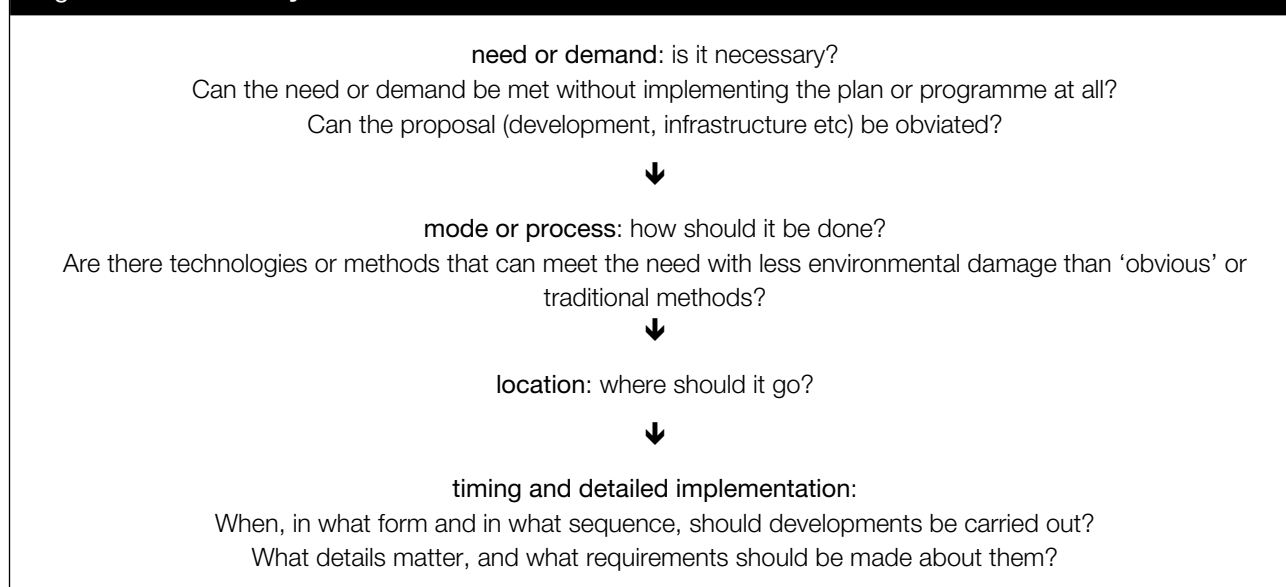 need or demand: is it necessary?
Can the need or demand be met without implementing the plan or programme at all?
Can the proposal (development, infrastructure etc) be obviated?
mode or process: how should it be done?
Are there technologies or methods that can meet the need with less environmental damage than ‘obvious’ or
traditional methods?
location: where should it go?
timing and detailed implementation:
When, in what form and in what sequence, should developments be carried out?
What details matter, and what requirements should be made about them?